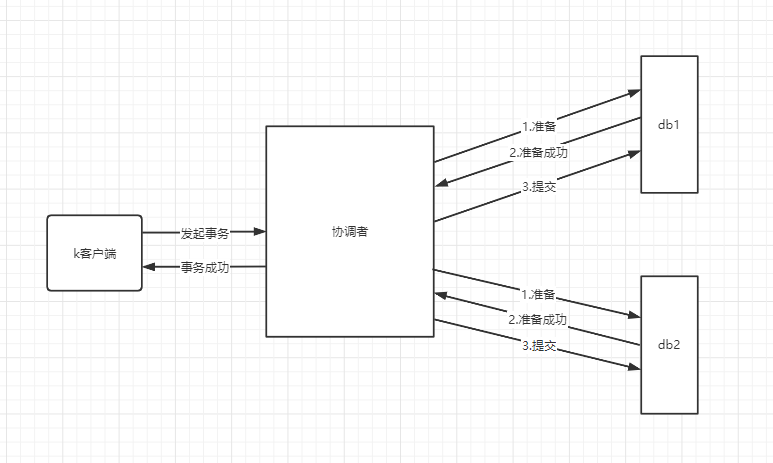 k客户端
发起事务
事务成功
协调者
1.准备
2.准备成功
3.提交
db1
1.准备
2.准备成功
3.提交
db2